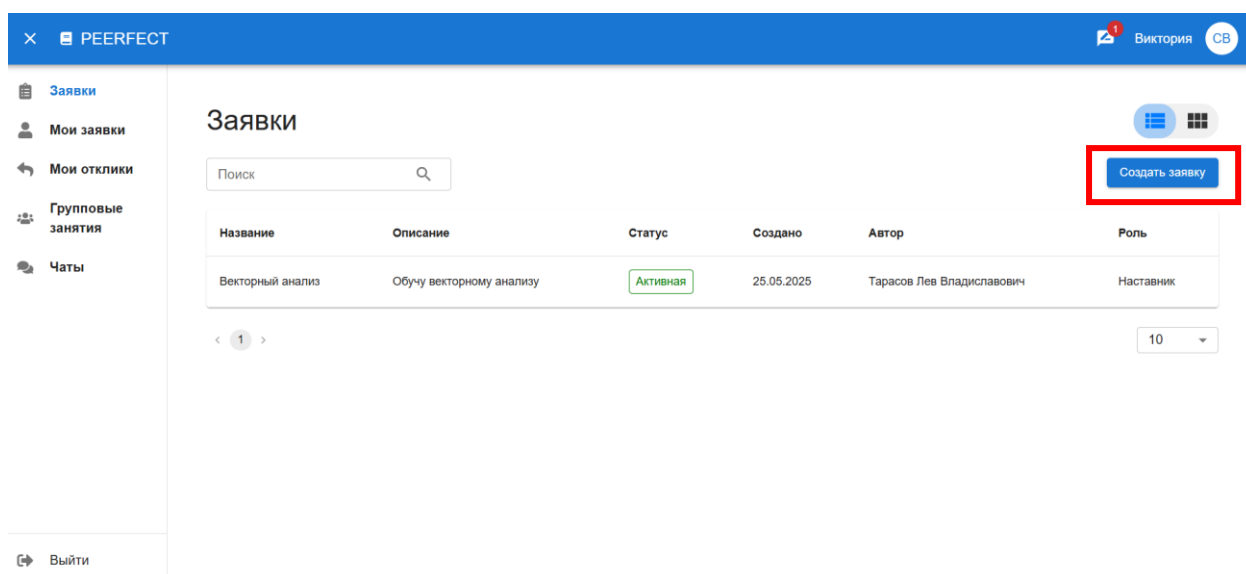 PEERFECT
1
Виктория
СВ
Заявки
Мои заявки
Мои отклики
Групповые
занятия
Чаты
Выйти
Заявки
Поиск
Создать заявку
Название Описание Статус Создано Автор Роль
Векторный анализ Обучу векторному анализу Активная 25.05.2025 Тарасов Лев Владиславович Наставник
1
10